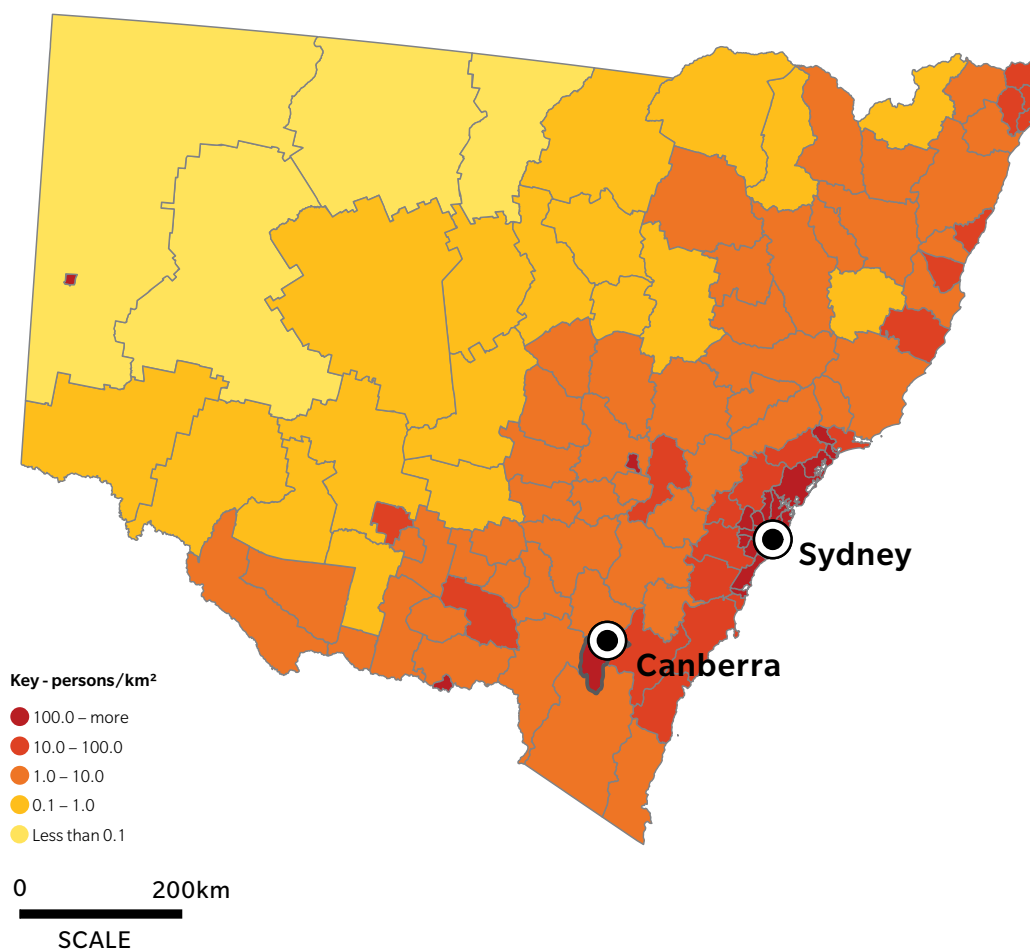 Sydney
Canberra
Key - persons/km²
100.0 – more
10.0 – 100.0
1.0 – 10.0
0.1 – 1.0
Less than 0.1
0 200km
SCALE